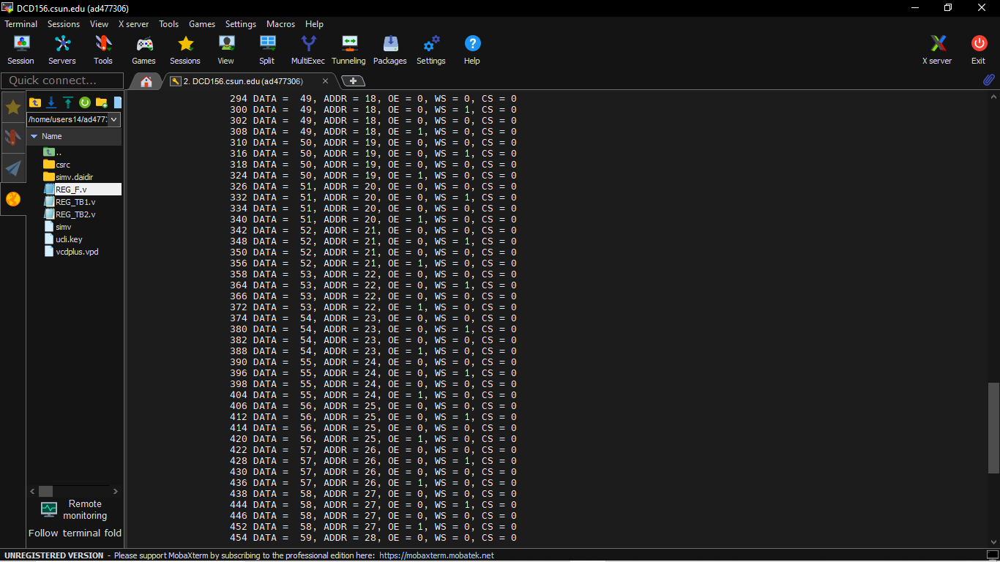 DCD156.csun.edu (ad477306)
Terminal Sessions View X server Tools Games Settings Macros Help
Session Servers Tools Games Sessions View Split MultiExec Tunneling Packages Settings Help X server Exit
Quick connect...
2. DCD156.csun.edu (ad477306)
/home/users14/ad477
Name
..
csrc
simv.daidir
REG_F.v
REG_TB1.v
REG_TB2.v
simv
ucli.key
vcdplus.vpd
Remote
monitoring
Follow terminal fold
294 DATA =  49, ADDR = 18, OE = 0, WS = 0, CS = 0
300 DATA =  49, ADDR = 18, OE = 0, WS = 1, CS = 0
302 DATA =  49, ADDR = 18, OE = 0, WS = 0, CS = 0
308 DATA =  49, ADDR = 18, OE = 1, WS = 0, CS = 0
310 DATA =  50, ADDR = 19, OE = 0, WS = 0, CS = 0
316 DATA =  50, ADDR = 19, OE = 0, WS = 1, CS = 0
318 DATA =  50, ADDR = 19, OE = 0, WS = 0, CS = 0
324 DATA =  50, ADDR = 19, OE = 1, WS = 0, CS = 0
326 DATA =  51, ADDR = 20, OE = 0, WS = 0, CS = 0
332 DATA =  51, ADDR = 20, OE = 0, WS = 1, CS = 0
334 DATA =  51, ADDR = 20, OE = 0, WS = 0, CS = 0
340 DATA =  51, ADDR = 20, OE = 1, WS = 0, CS = 0
342 DATA =  52, ADDR = 21, OE = 0, WS = 0, CS = 0
348 DATA =  52, ADDR = 21, OE = 0, WS = 1, CS = 0
350 DATA =  52, ADDR = 21, OE = 0, WS = 0, CS = 0
356 DATA =  52, ADDR = 21, OE = 1, WS = 0, CS = 0
358 DATA =  53, ADDR = 22, OE = 0, WS = 0, CS = 0
364 DATA =  53, ADDR = 22, OE = 0, WS = 1, CS = 0
366 DATA =  53, ADDR = 22, OE = 0, WS = 0, CS = 0
372 DATA =  53, ADDR = 22, OE = 1, WS = 0, CS = 0
374 DATA =  54, ADDR = 23, OE = 0, WS = 0, CS = 0
380 DATA =  54, ADDR = 23, OE = 0, WS = 1, CS = 0
382 DATA =  54, ADDR = 23, OE = 0, WS = 0, CS = 0
388 DATA =  54, ADDR = 23, OE = 1, WS = 0, CS = 0
390 DATA =  55, ADDR = 24, OE = 0, WS = 0, CS = 0
396 DATA =  55, ADDR = 24, OE = 0, WS = 1, CS = 0
398 DATA =  55, ADDR = 24, OE = 0, WS = 0, CS = 0
404 DATA =  55, ADDR = 24, OE = 1, WS = 0, CS = 0
406 DATA =  56, ADDR = 25, OE = 0, WS = 0, CS = 0
412 DATA =  56, ADDR = 25, OE = 0, WS = 1, CS = 0
414 DATA =  56, ADDR = 25, OE = 0, WS = 0, CS = 0
420 DATA =  56, ADDR = 25, OE = 1, WS = 0, CS = 0
422 DATA =  57, ADDR = 26, OE = 0, WS = 0, CS = 0
428 DATA =  57, ADDR = 26, OE = 0, WS = 1, CS = 0
430 DATA =  57, ADDR = 26, OE = 0, WS = 0, CS = 0
436 DATA =  57, ADDR = 26, OE = 1, WS = 0, CS = 0
438 DATA =  58, ADDR = 27, OE = 0, WS = 0, CS = 0
444 DATA =  58, ADDR = 27, OE = 0, WS = 1, CS = 0
446 DATA =  58, ADDR = 27, OE = 0, WS = 0, CS = 0
452 DATA =  58, ADDR = 27, OE = 1, WS = 0, CS = 0
454 DATA =  59, ADDR = 28, OE = 0, WS = 0, CS = 0
UNREGISTERED VERSION - Please support MobaXterm by subscribing to the professional edition here: https://mobaxterm.mobatek.net